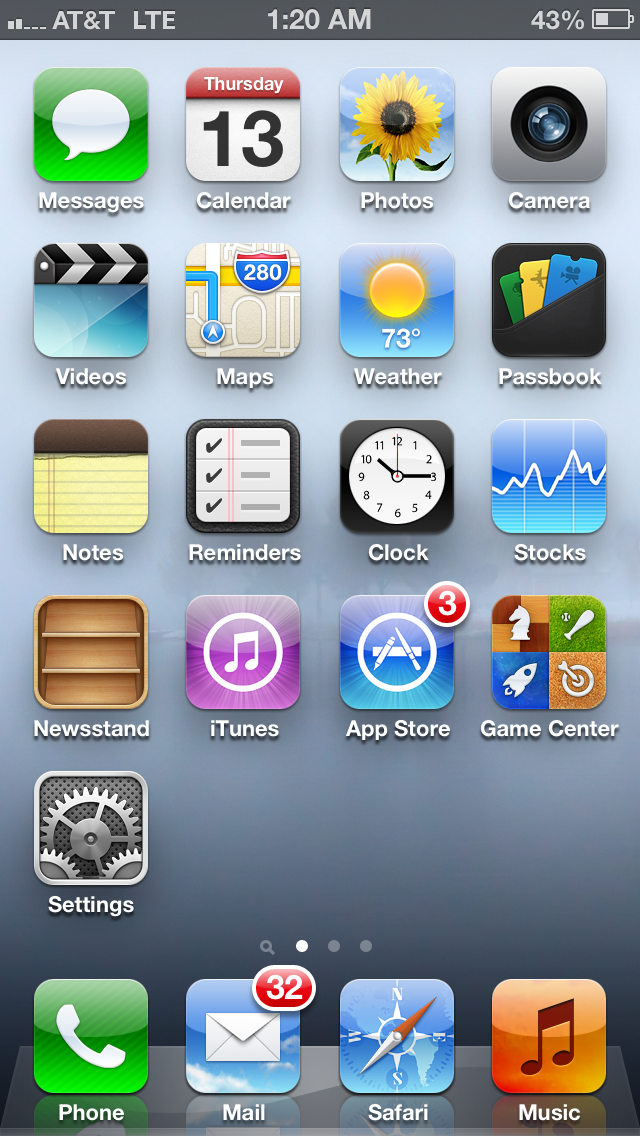 AT&T LTE 1:20 AM 43%
Thursday
13
Messages Calendar Photos Camera
280
73°
Videos Maps Weather Passbook
12
11 1
10 2
9 3
8 4
7 5
6
Notes Reminders Clock Stocks
3
Newsstand iTunes App Store Game Center
Settings
32
N
W E
S
Phone Mail Safari Music